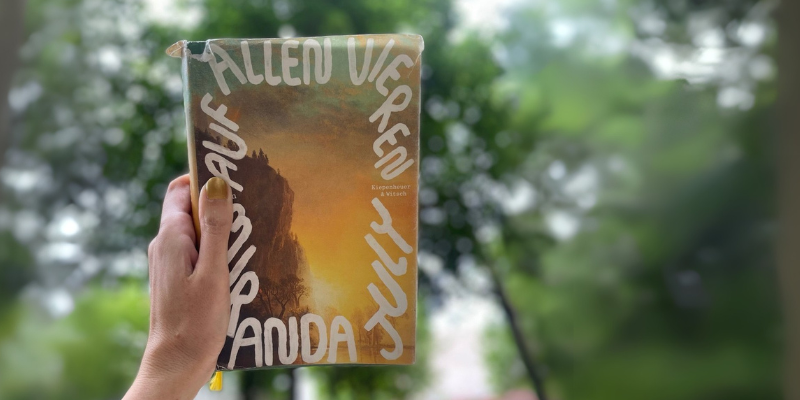 AUF ALLEN VIEREN
MIRANDA JULY
Kiepenheuer
& Witsch